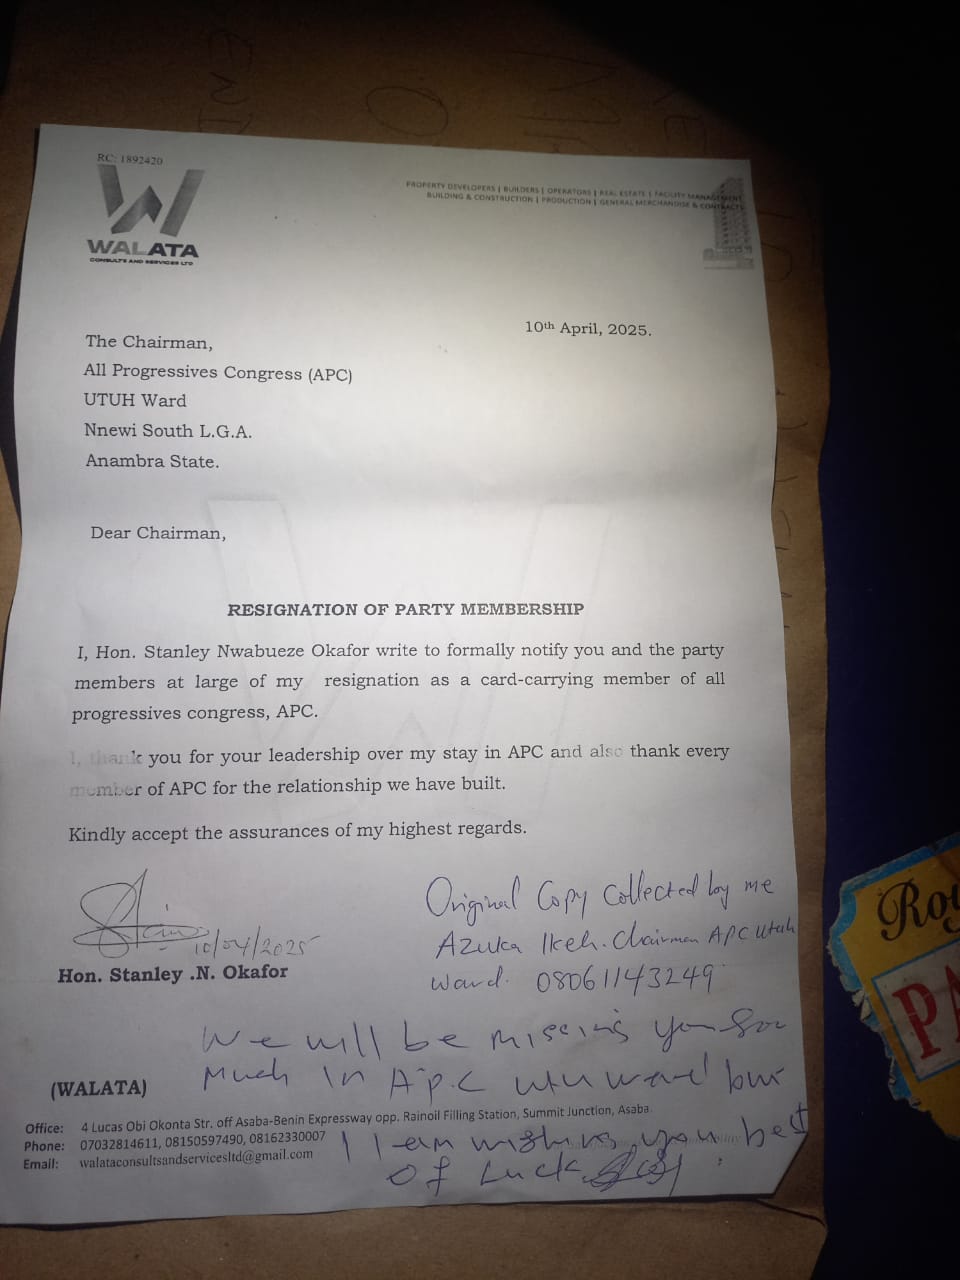 RC: 1892420
WALATA
CONSULTS AND SERVICES LTD
PROPERTY DEVELOPERS | BUILDERS | OPERATORS | REAL ESTATE | FACILITY MANAGEMENT
BUILDING & CONSTRUCTION | PRODUCTION | GENERAL MERCHANDISE & CONTRACTS
10th April, 2025.
The Chairman,
All Progressives Congress (APC)
UTUH Ward
Nnewi South L.G.A.
Anambra State.
Dear Chairman,
RESIGNATION OF PARTY MEMBERSHIP
I, Hon. Stanley Nwabueze Okafor write to formally notify you and the party
members at large of my resignation as a card-carrying member of all
progressives congress, APC.
I, thank you for your leadership over my stay in APC and also thank every
member of APC for the relationship we have built.
Kindly accept the assurances of my highest regards.
10/04/2025
Hon. Stanley .N. Okafor
Original Copy Collected by me
Azuka Ikeh. Chairman APC Utuh
Ward. 08061143249
We will be missing you so
much In A.P.C utu ward but
I am wishing you best
of Luck
(WALATA)
Office: 4 Lucas Obi Okonta Str. off Asaba-Benin Expressway opp. Rainoil Filling Station, Summit Junction, Asaba.
Phone: 07032814611, 08150597490, 08162330007
Email: walataconsultsandservicesltd@gmail.com
Roy
PA